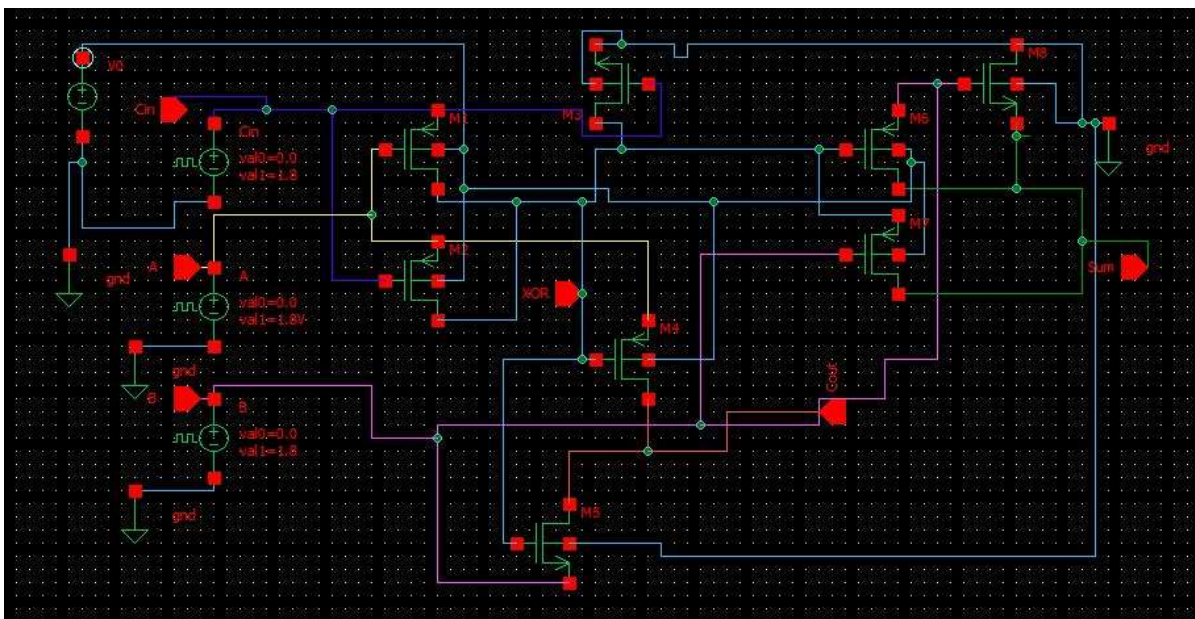 M8
vc
M3
Cin
M1
M6
gnd
Cin
val0=0.0
val1=1.8
M2
M7
A
gnd
A
Sum
XOR
val0=0.0
val1=1.8V
M4
gnd
Cout
B
B
val0=0.0
val1=1.8
gnd
M5